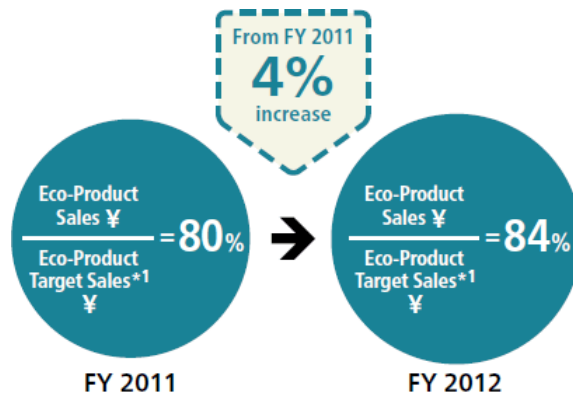 From FY 2011
4%
increase
Eco-Product
Sales ¥
Eco-Product
Target Sales*1
¥
=80%
Eco-Product
Sales ¥
Eco-Product
Target Sales*1
¥
=84%
FY 2011
FY 2012